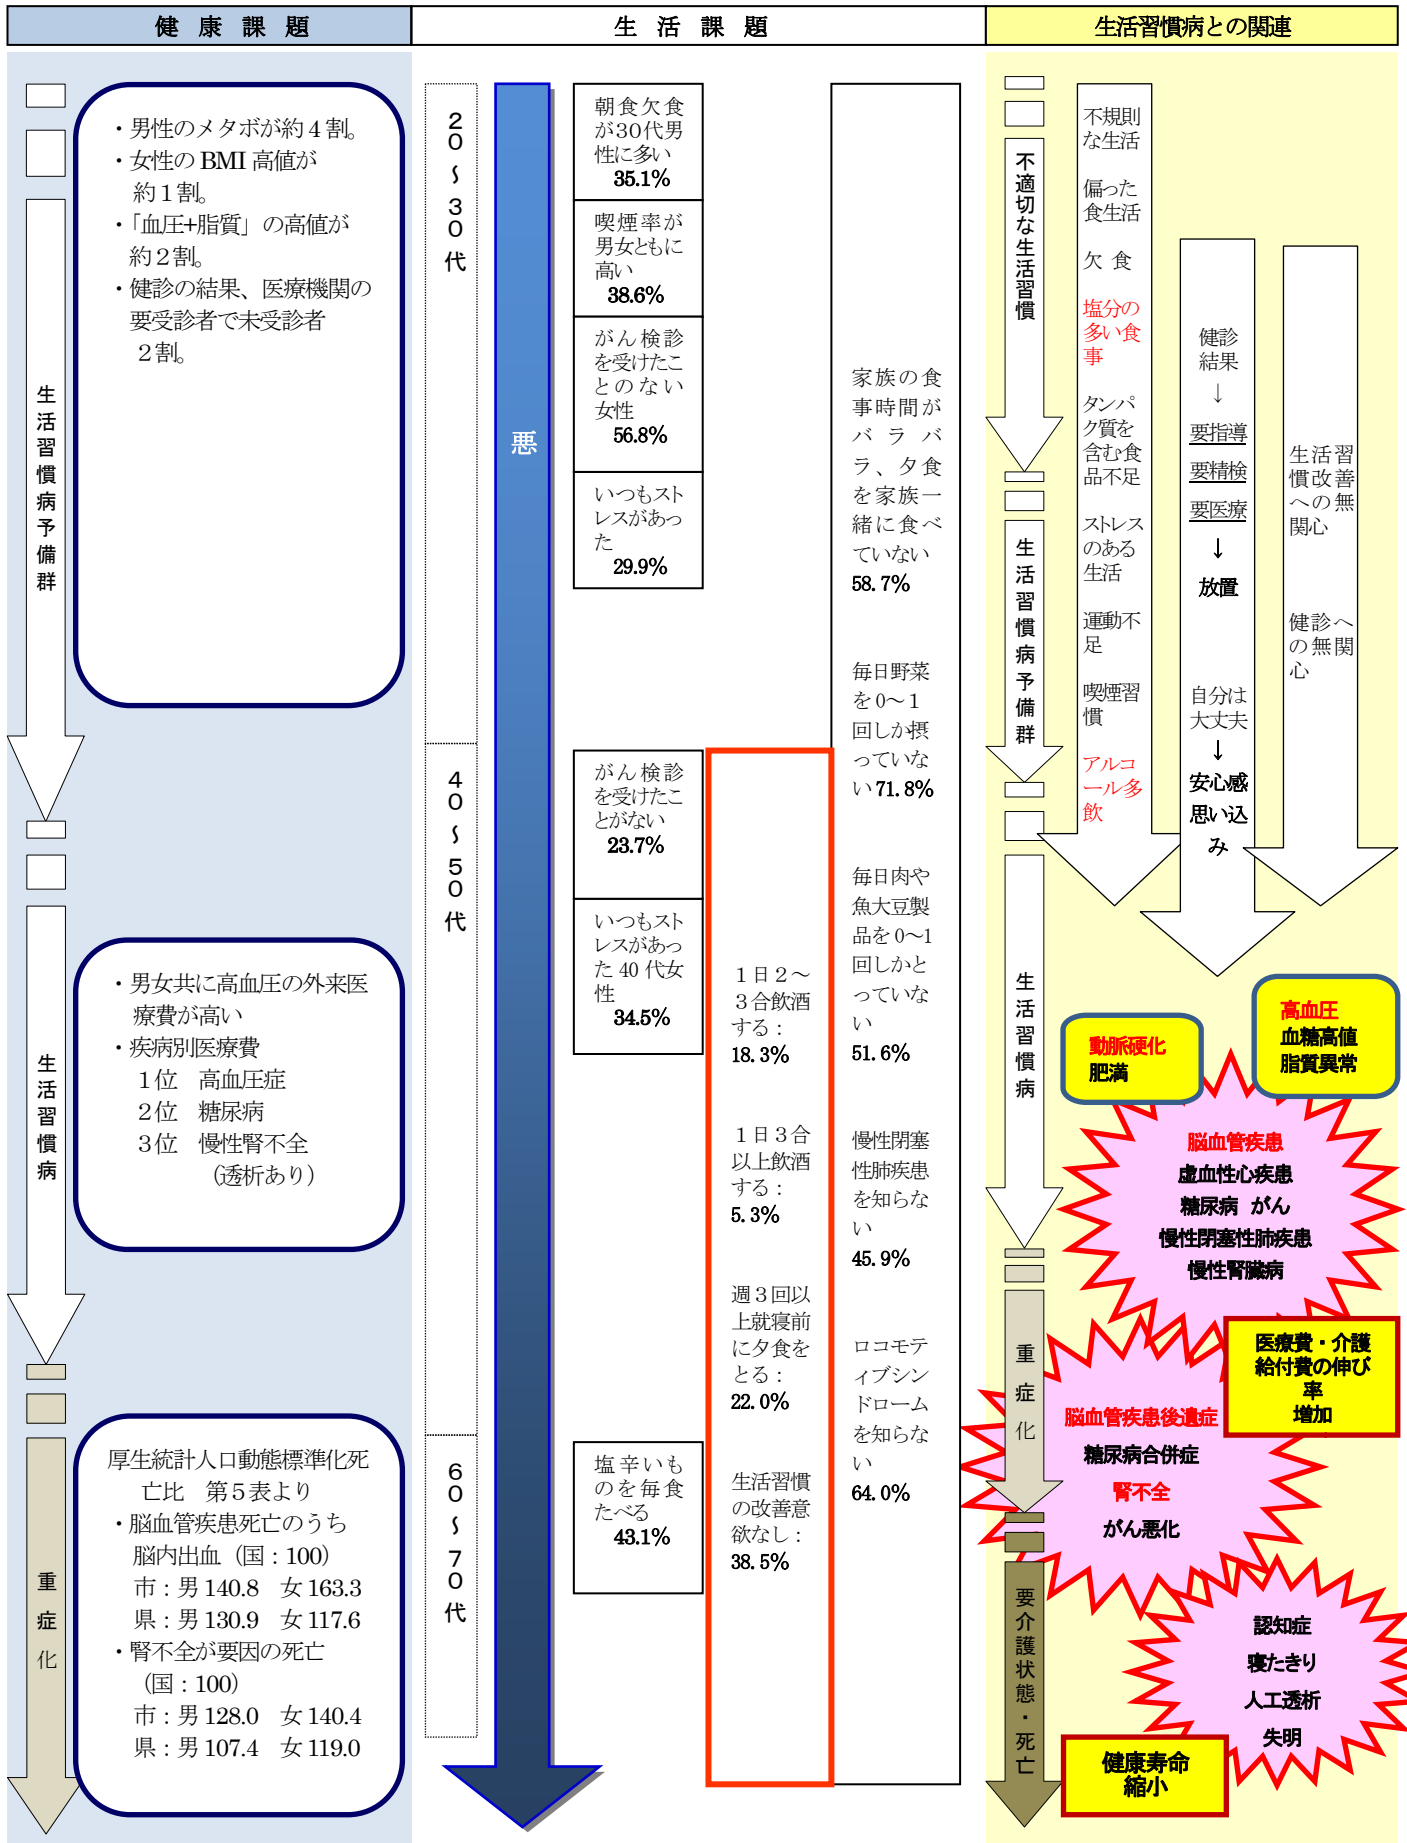 健康課題
生活課題
生活習慣病との関連
生活習慣病予備群
・男性のメタボが約４割。
・女性の BMI 高値が
約１割。
・「血圧+脂質」の高値が
約２割。
・健診の結果、医療機関の
要受診者で未受診者
２割。
生活習慣病
・男女共に高血圧の外来医
療費が高い
・疾病別医療費
１位　高血圧症
２位　糖尿病
３位　慢性腎不全
（透析あり）
重症化
厚生統計人口動態標準化死
亡比　第５表より
・脳血管疾患死亡のうち
脳内出血（国：100）
市：男 140.8　女 163.3
県：男 130.9　女 117.6
・腎不全が要因の死亡
（国：100）
市：男 128.0　女 140.4
県：男 107.4　女 119.0
２０～３０代
４０～５０代
６０～７０代
悪
朝食欠食
が30代男
性に多い
35.1%
喫煙率が
男女ともに
高い
38.6%
がん検診
を受けたこ
とのない
女性
56.8%
いつもスト
レスがあっ
た
29.9%
がん検診
を受けたこ
とがない
23.7%
いつもスト
レスがあっ
た 40 代女
性
34.5%
塩辛いも
のを毎食
たべる
43.1%
１日２～
３合飲酒
する：
18.3%
１日３合
以上飲酒
する：
5.3%
週３回以
上就寝前
に夕食を
とる：
22.0%
生活習慣
の改善意
欲なし：
38.5%
家族の食
事時間が
バラバ
ラ、夕食
を家族一
緒に食べ
ていない
58.7%
毎日野菜
を0～１
回しか摂
っていな
い 71.8%
毎日肉や
魚大豆製
品を 0～1
回しかと
っていな
い
51.6%
慢性閉塞
性肺疾患
を知らな
い
45.9%
ロコモテ
ィブシン
ドローム
を知らな
い
64.0%
不適切な生活習慣
生活習慣病予備群
生活習慣病
重症化
要介護状態・死亡
不規則
な生活
偏った
食生活
欠 食
塩分の
多い食
事
タンパ
ク質を
含む食
品不足
ストレス
のある
生活
運動不
足
喫煙習
慣
アルコ
ール多
飲
健診
結果
↓
要指導
要精検
要医療
↓
放置
自分は
大丈夫
↓
安心感
思い込
み
生活習
慣改善
への無
関心
健診へ
の無関
心
動脈硬化
肥満
高血圧
血糖高値
脂質異常
脳血管疾患
虚血性心疾患
糖尿病 がん
慢性閉塞性肺疾患
慢性腎臓病
医療費・介護
給付費の伸び
率
増加
脳血管疾患後遺症
糖尿病合併症
腎不全
がん悪化
認知症
寝たきり
人工透析
失明
健康寿命
縮小